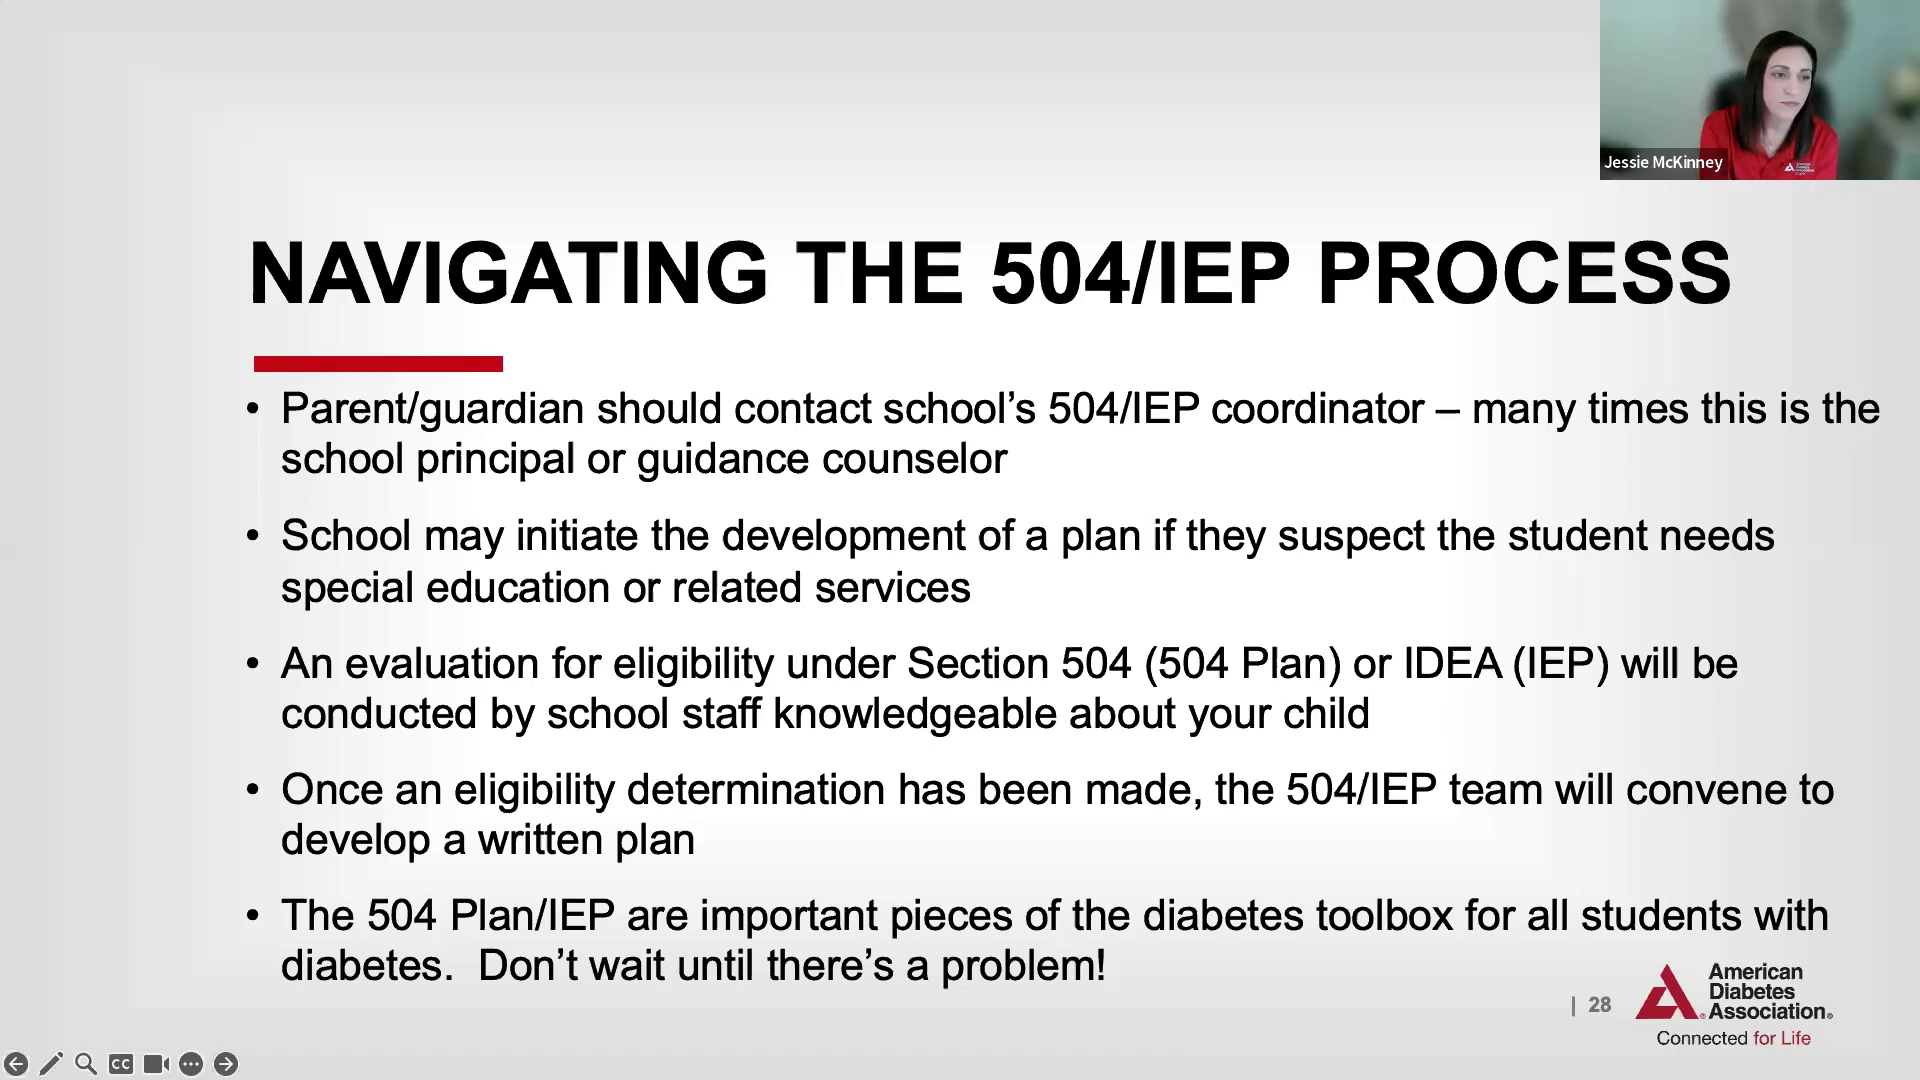 Jessie McKinney
NAVIGATING THE 504/IEP PROCESS
• Parent/guardian should contact school’s 504/IEP coordinator – many times this is the
school principal or guidance counselor
• School may initiate the development of a plan if they suspect the student needs
special education or related services
• An evaluation for eligibility under Section 504 (504 Plan) or IDEA (IEP) will be
conducted by school staff knowledgeable about your child
• Once an eligibility determination has been made, the 504/IEP team will convene to
develop a written plan
• The 504 Plan/IEP are important pieces of the diabetes toolbox for all students with
diabetes.  Don’t wait until there’s a problem!
| 28
American
Diabetes
Association®
Connected for Life
CC